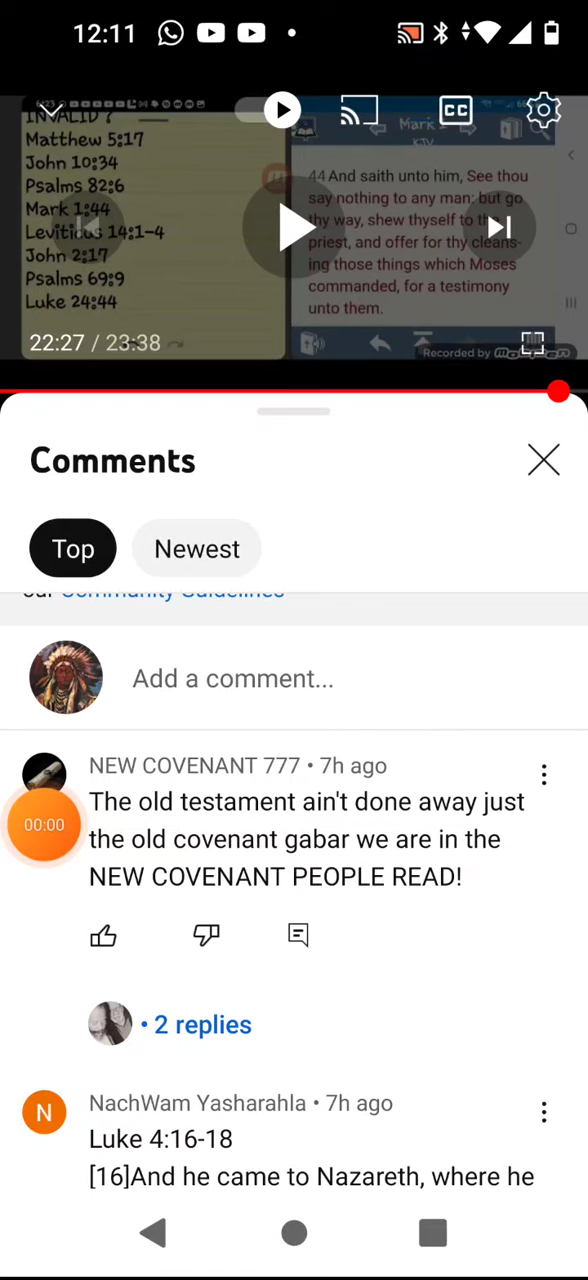 12:11
INVALID ?
Matthew 5:17
John 10:34
Psalms 82:6
Mark 1:44
Leviticus 14:1-4
John 2:17
Psalms 69:9
Luke 24:44
22:27 / 23:38
CC
Mark 1
KJV
44 And saith unto him, See thou
say nothing to any man: but go
thy way, shew thyself to the
priest, and offer for thy cleans-
ing those things which Moses
commanded, for a testimony
unto them.
Recorded by
Comments
Top
Newest
our Community Guidelines
Add a comment...
NEW COVENANT 777 • 7h ago
The old testament ain't done away just
the old covenant gabar we are in the
NEW COVENANT PEOPLE READ!
00:00
• 2 replies
N
NachWam Yasharahla • 7h ago
Luke 4:16-18
[16]And he came to Nazareth, where he